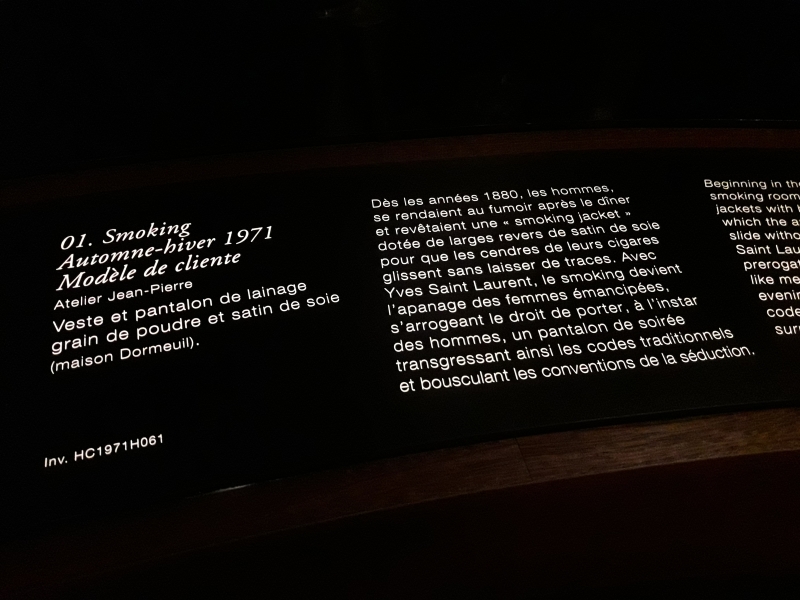 01. Smoking
Automne-hiver 1971
Modèle de cliente
Atelier Jean-Pierre
Veste et pantalon de lainage
grain de poudre et satin de soie
(maison Dormeuil).
Inv. HC1971H061
Dès les années 1880, les hommes,
se rendaient au fumoir après le dîner
et revêtaient une « smoking jacket »
dotée de larges revers de satin de soie
pour que les cendres de leurs cigares
glissent sans laisser de traces. Avec
Yves Saint Laurent, le smoking devient
l'apanage des femmes émancipées,
s'arrogeant le droit de porter, à l'instar
des hommes, un pantalon de soirée
transgressant ainsi les codes traditionnels
et bousculant les conventions de la séduction.
Beginning in the
smoking room
jackets with
which the
slide
Saint
like